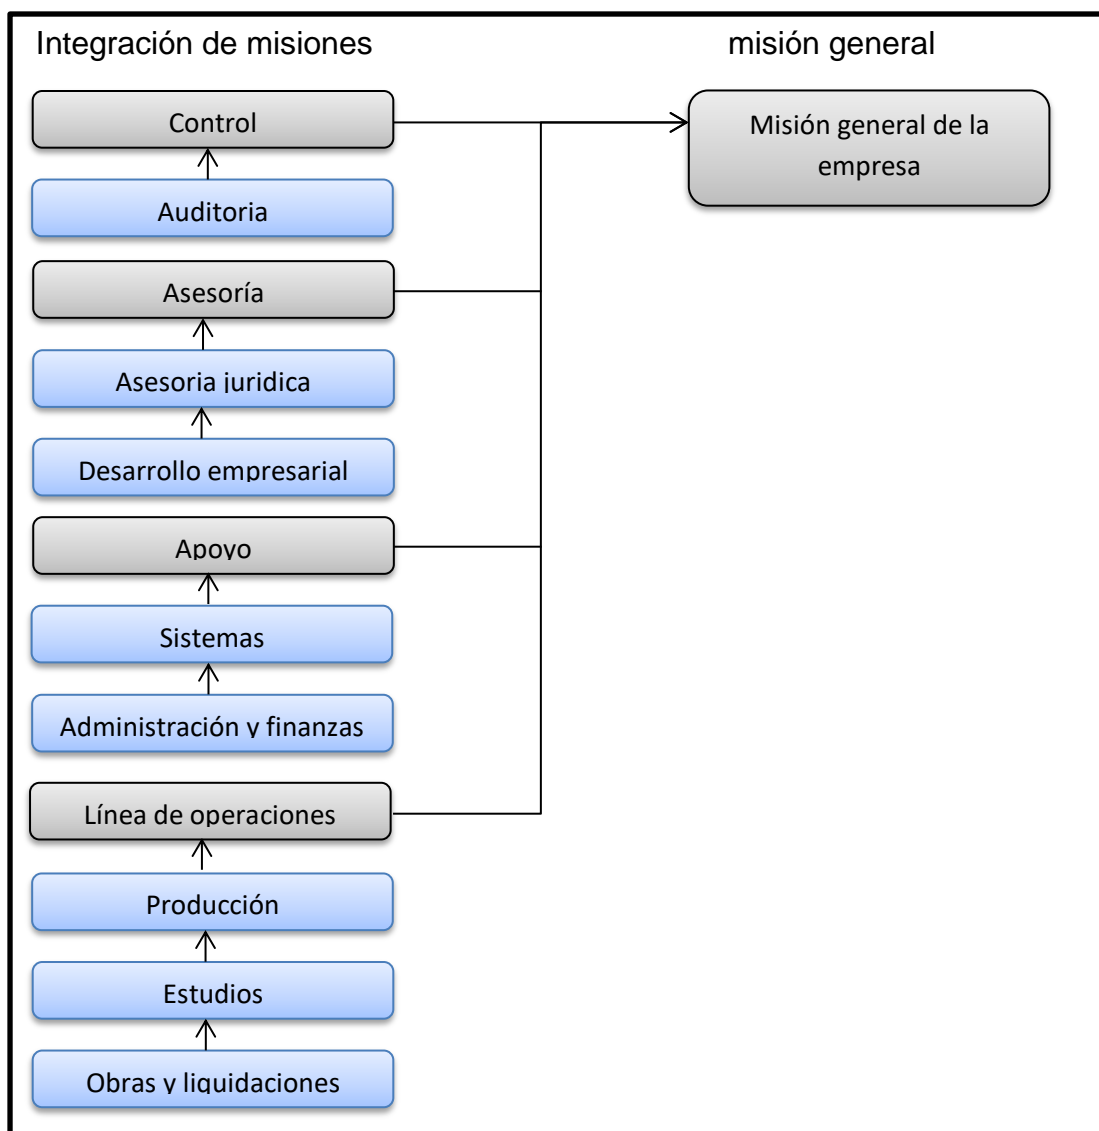 Integración de misiones
misión general
Control
Misión general de la
empresa
Auditoria
Asesoría
Asesoria juridica
Desarrollo empresarial
Apoyo
Sistemas
Administración y finanzas
Línea de operaciones
Producción
Estudios
Obras y liquidaciones